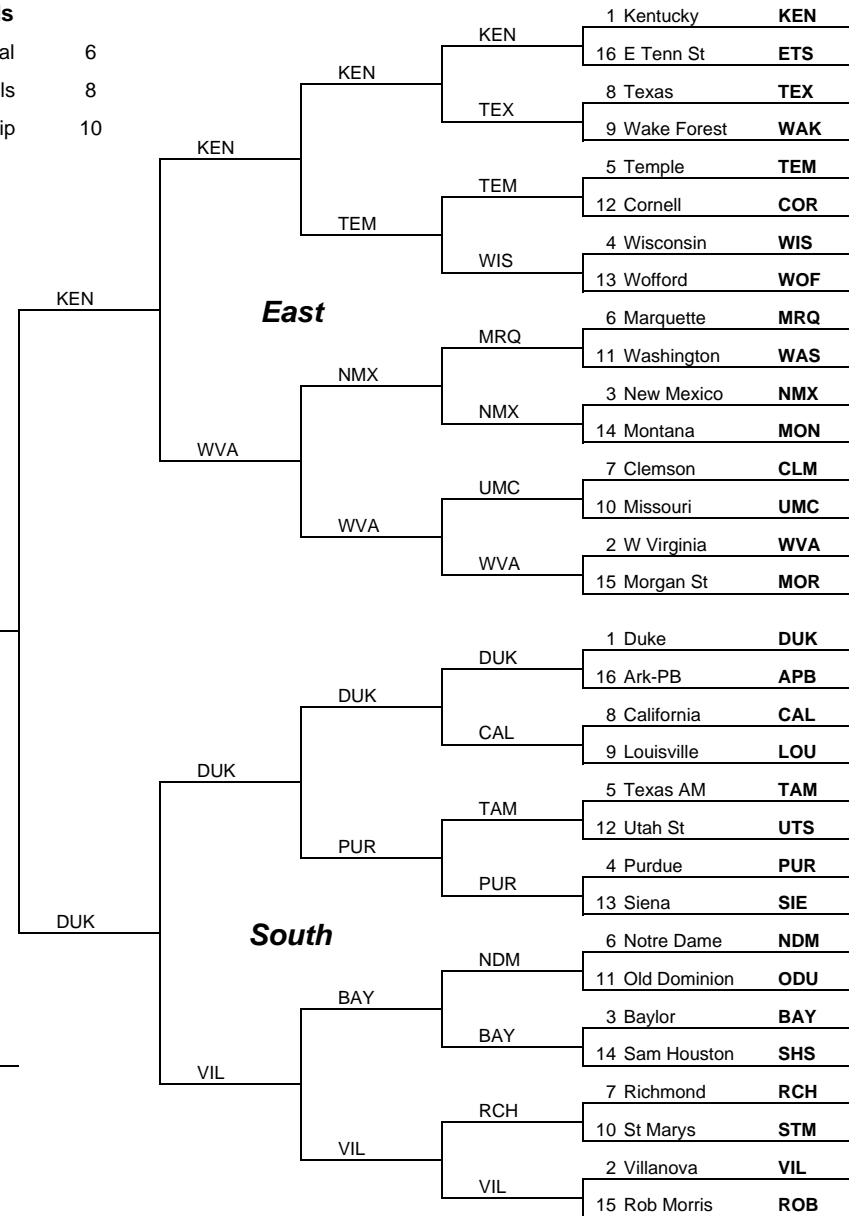 ls
al 6
ls 8
ip 10
1 Kentucky KEN
KEN
16 E Tenn St ETS
KEN
8 Texas TEX
TEX
9 Wake Forest WAK
KEN
5 Temple TEM
TEM
12 Cornell COR
TEM
4 Wisconsin WIS
WIS
13 Wofford WOF
KEN
East
6 Marquette MRQ
MRQ
11 Washington WAS
NMX
3 New Mexico NMX
NMX
14 Montana MON
WVA
7 Clemson CLM
UMC
10 Missouri UMC
WVA
2 W Virginia WVA
WVA
15 Morgan St MOR
1 Duke DUK
DUK
16 Ark-PB APB
DUK
8 California CAL
CAL
9 Louisville LOU
DUK
5 Texas AM TAM
TAM
12 Utah St UTS
PUR
4 Purdue PUR
PUR
13 Siena SIE
DUK
South
6 Notre Dame NDM
NDM
11 Old Dominion ODU
BAY
3 Baylor BAY
BAY
14 Sam Houston SHS
VIL
7 Richmond RCH
RCH
10 St Marys STM
VIL
2 Villanova VIL
VIL
15 Rob Morris ROB